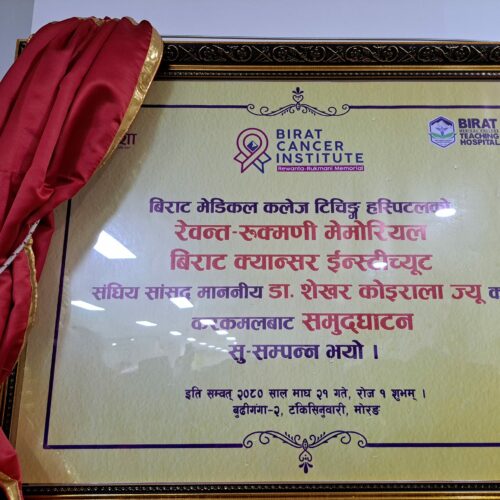 शा
BIRAT
CANCER
INSTITUTE
Rewanta-Rukmani Memorial
BIRAT
MEDICAL COLLEGE
TEACHING
HOSPITAL
बिराट मेडिकल कलेज टिचिङ्ग हस्पिटलको
रेवन्त-रूक्मणी मेमोरियल
बिराट क्यान्सर ईन्स्टीच्यूट
संघिय सांसद माननीय डा. शेखर कोइराला ज्यू क
करकमलबाट समुदघाटन
सु-सम्पन्न भयो ।
इति सम्वत् २०८० साल माघ २१ गते, रोज १ शुभम् ।
बुढीगंगा-२, टंकिसिनुवारी, मोरङ